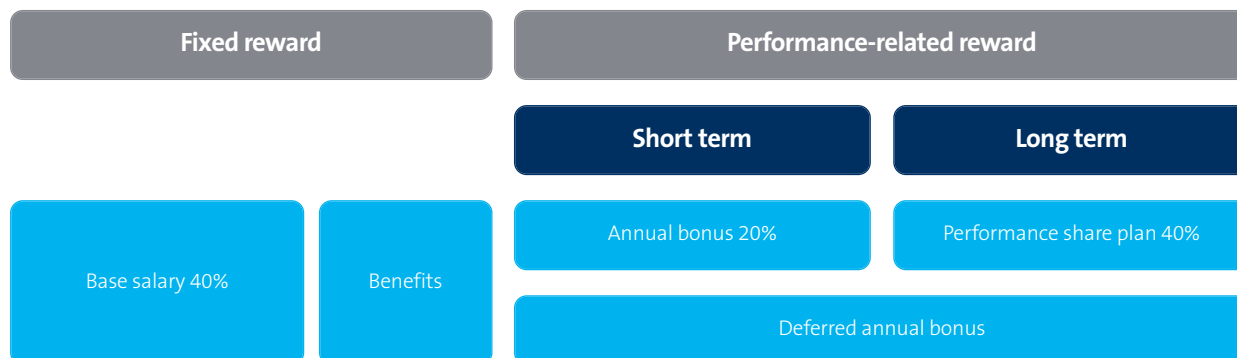 Fixed reward
Performance-related reward
Short term
Long term
Annual bonus 20%
Performance share plan 40%
Base salary 40%
Benefits
Deferred annual bonus